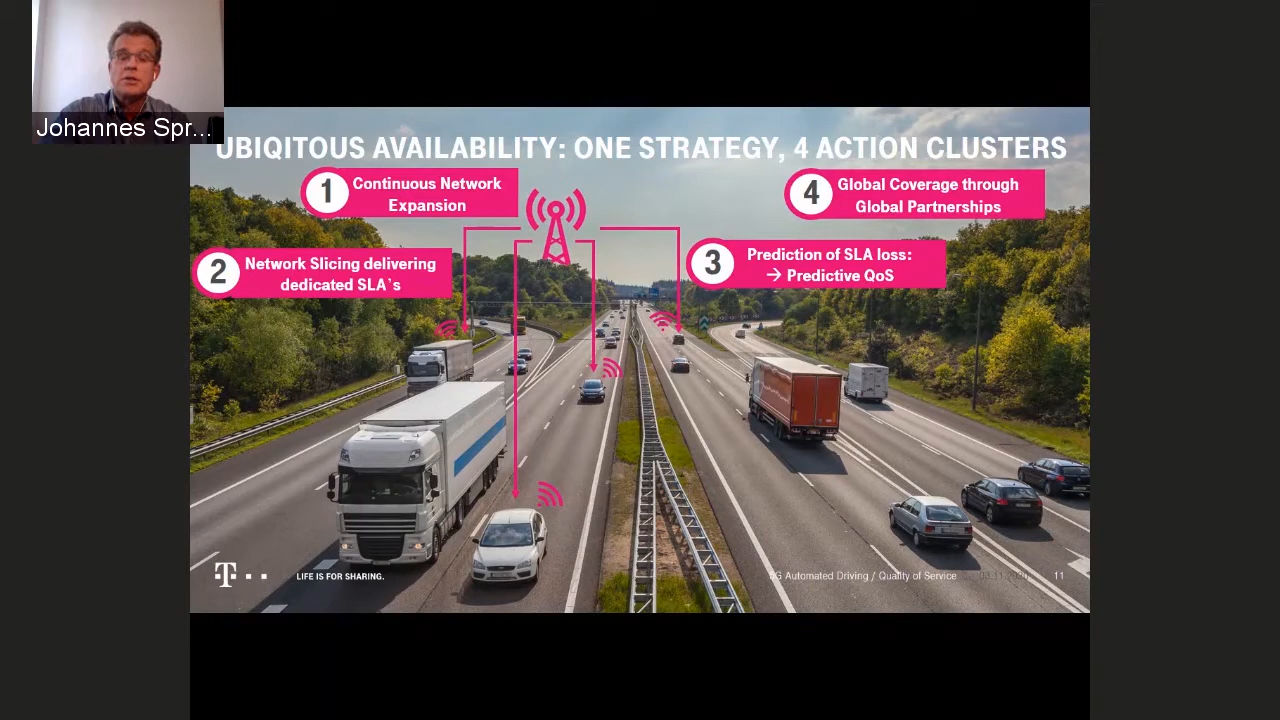 Johannes Spr...
UBIQITOUS AVAILABILITY: ONE STRATEGY, 4 ACTION CLUSTERS
1 Continuous Network
Expansion
4 Global Coverage through
Global Partnerships
2 Network Slicing delivering
dedicated SLA's
3 Prediction of SLA loss:
→ Predictive QoS
T
LIFE IS FOR SHARING.
5G Automated Driving / Quality of Service
11